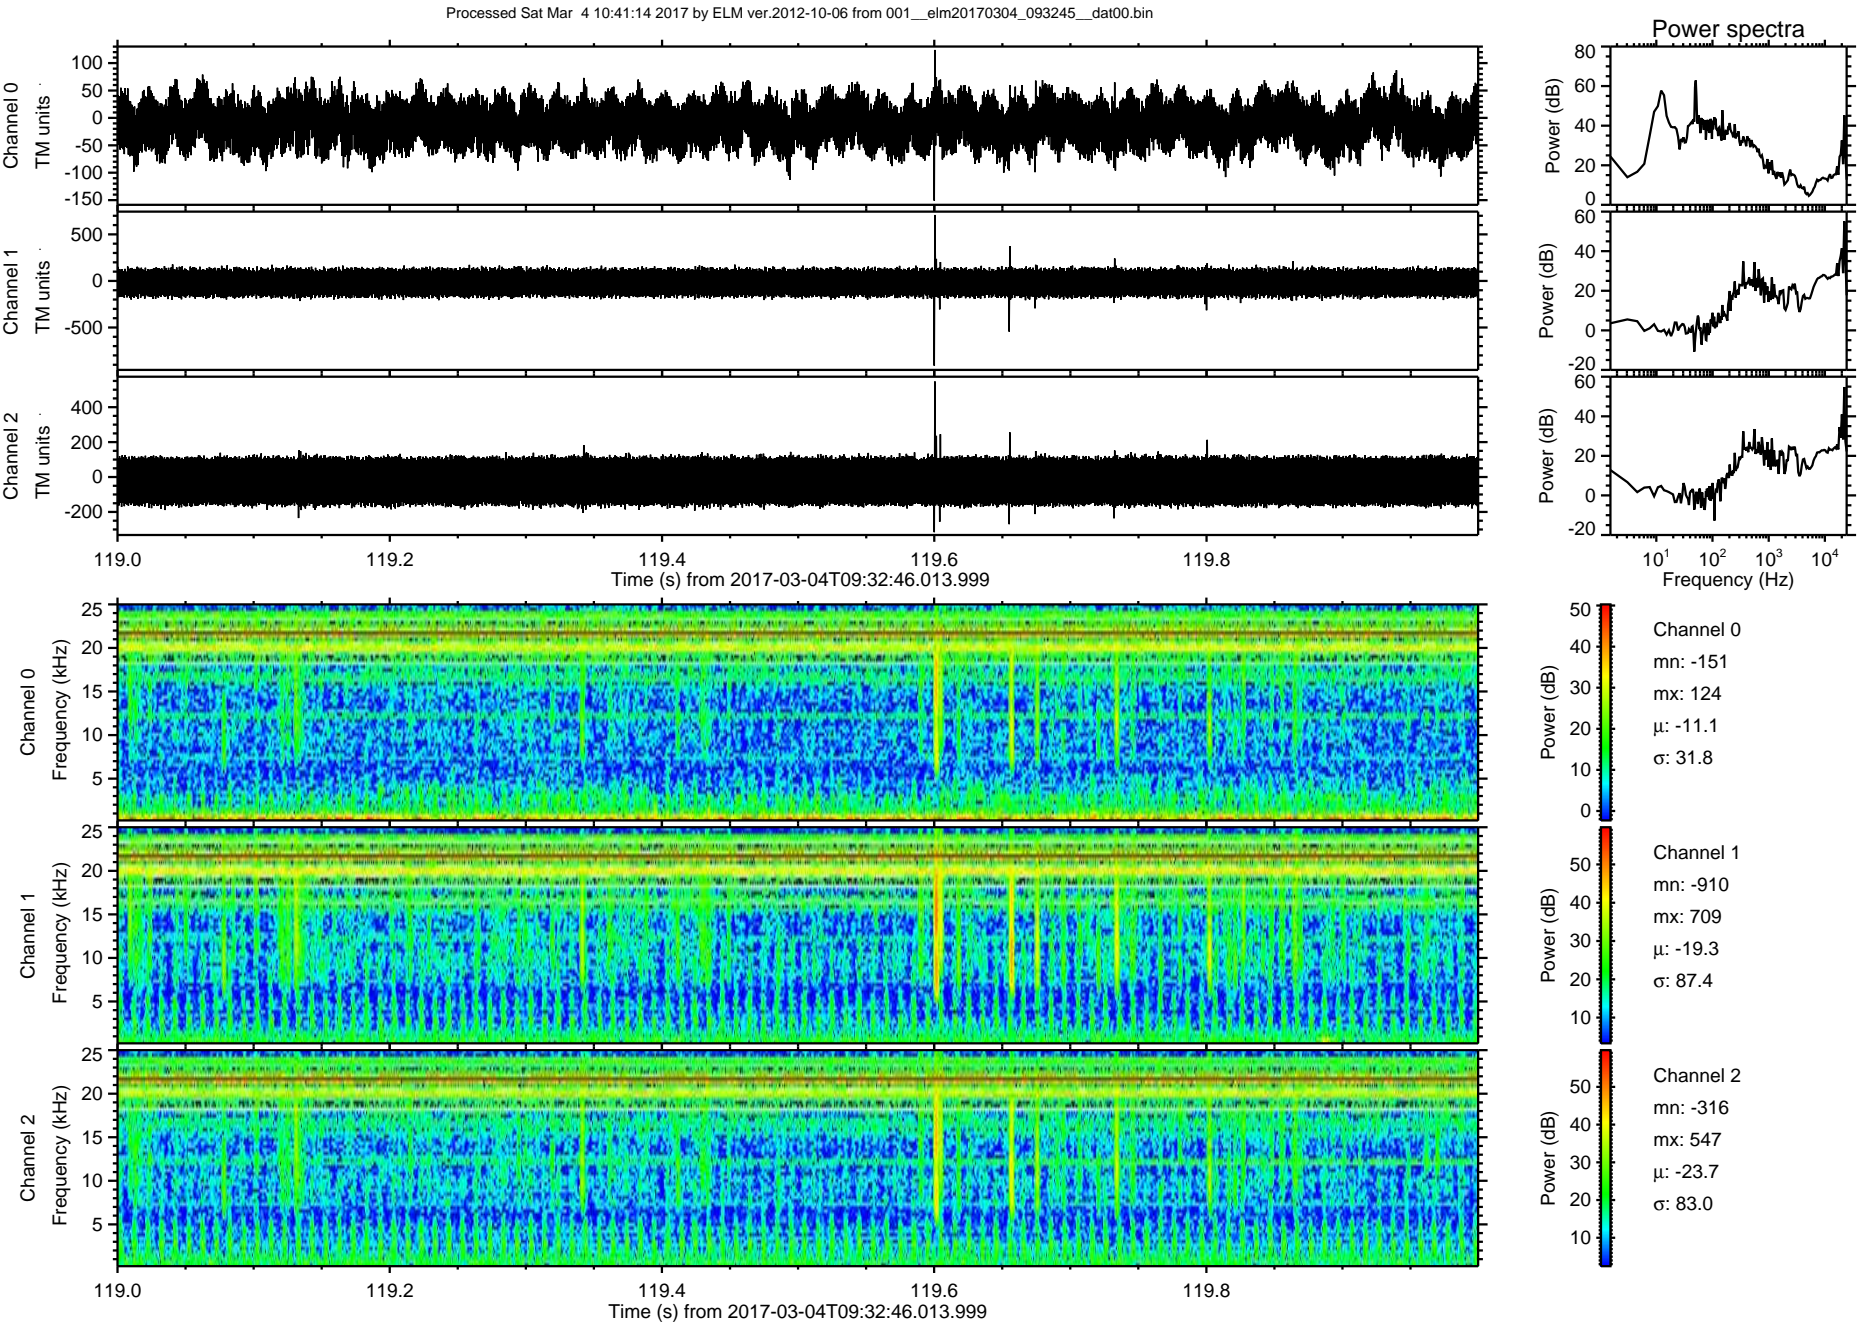 Processed Sat Mar  4 10:41:14 2017 by ELM ver.2012-10-06 from 001__elm20170304_093245__dat00.bin
Power spectra
Channel 0
TM units
100
50
0
-50
-100
-150
Power (dB)
80
60
40
20
0
Channel 1
TM units
500
0
-500
Power (dB)
60
40
20
0
-20
Channel 2
TM units
400
200
0
-200
Power (dB)
60
40
20
0
-20
119.0 119.2 119.4 119.6 119.8
Time (s) from 2017-03-04T09:32:46.013.999
10^1 10^2 10^3 10^4
Frequency (Hz)
Channel 0
Frequency (kHz)
25
20
15
10
5
Power (dB)
50
40
30
20
10
0
Channel 0
mn: -151
mx: 124
μ: -11.1
σ: 31.8
Channel 1
Frequency (kHz)
25
20
15
10
5
Power (dB)
50
40
30
20
10
Channel 1
mn: -910
mx: 709
μ: -19.3
σ: 87.4
Channel 2
Frequency (kHz)
25
20
15
10
5
Power (dB)
50
40
30
20
10
Channel 2
mn: -316
mx: 547
μ: -23.7
σ: 83.0
119.0 119.2 119.4 119.6 119.8
Time (s) from 2017-03-04T09:32:46.013.999